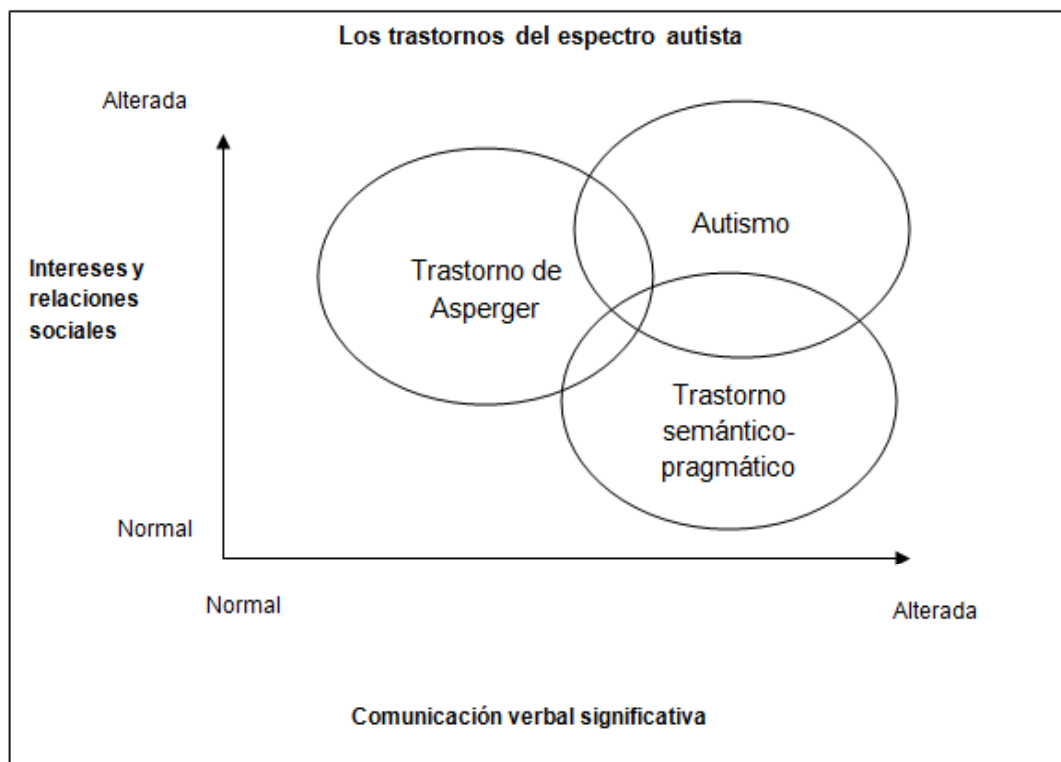 Los trastornos del espectro autista
Alterada
Intereses y
relaciones
sociales
Autismo
Trastorno de
Asperger
Trastorno
semántico-
pragmático
Normal
Normal
Alterada
Comunicación verbal significativa